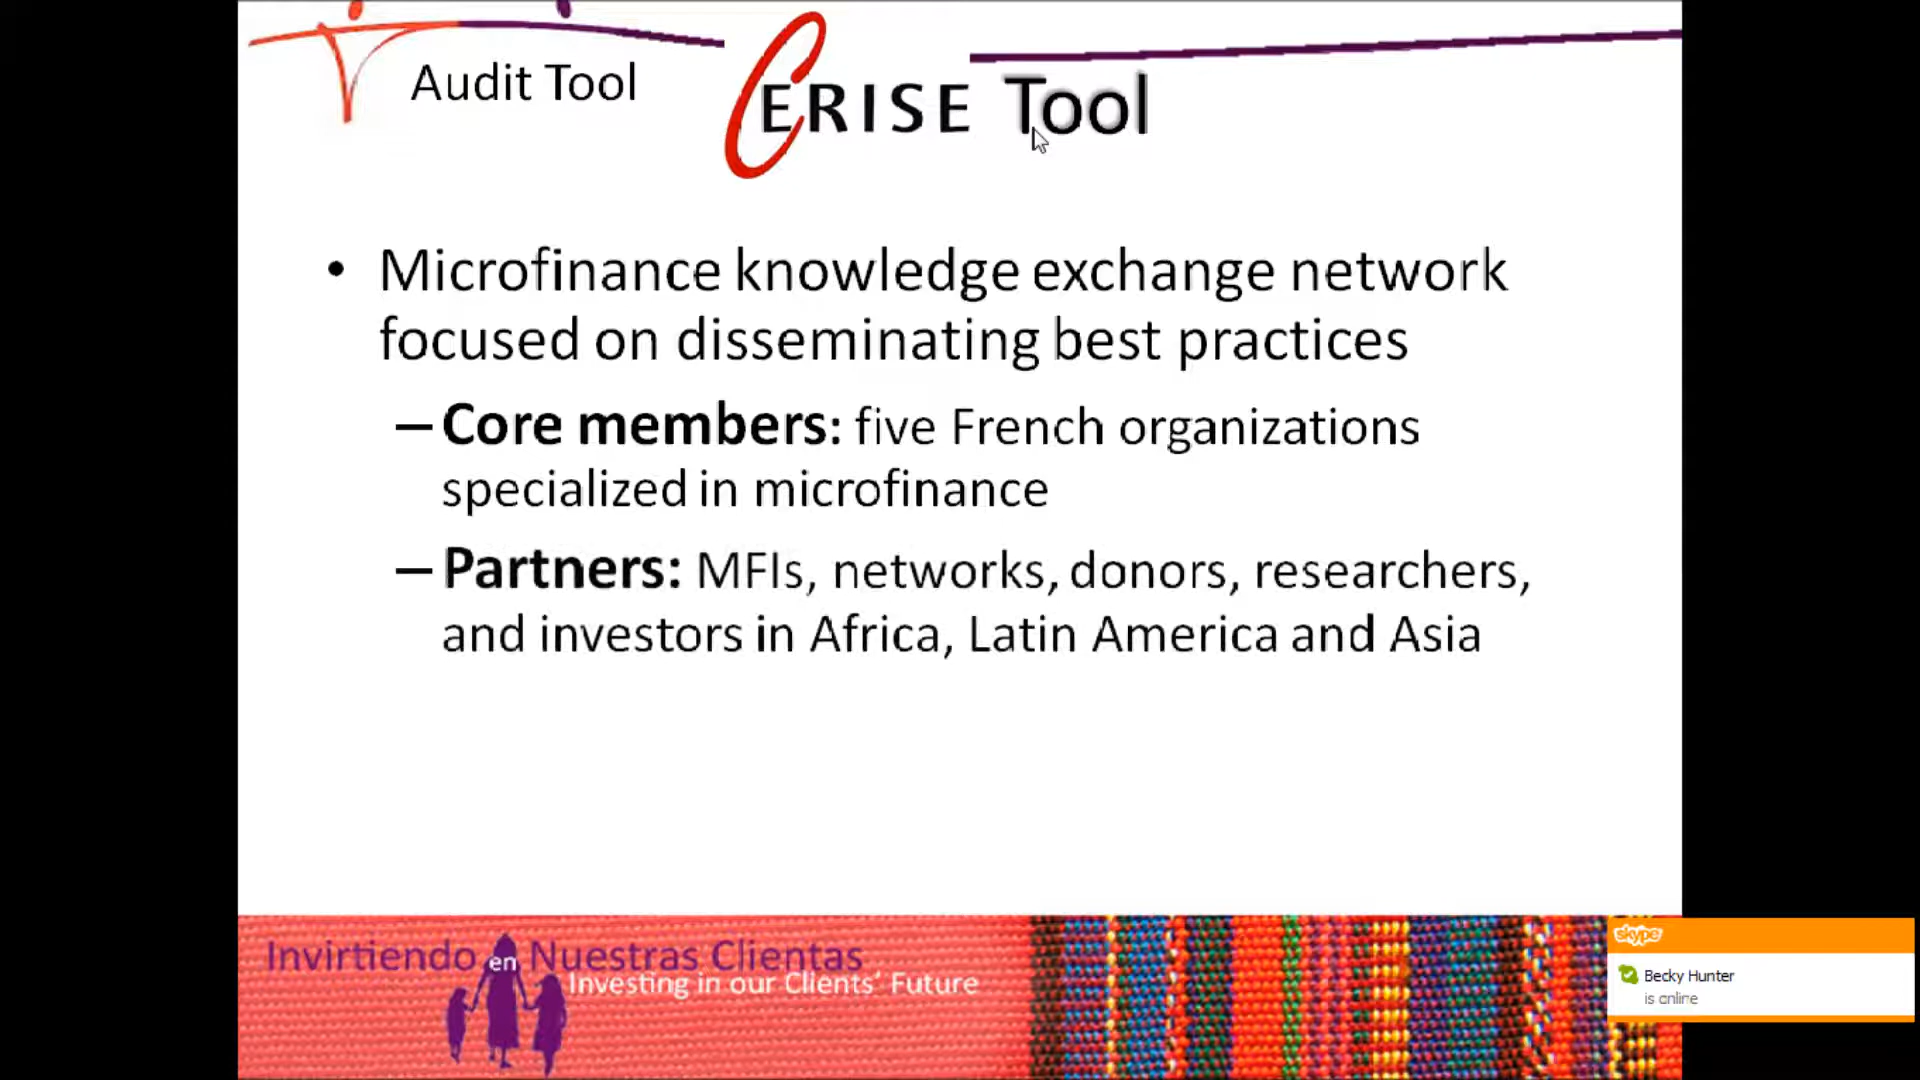 Audit Tool
CERISE Tool
• Microfinance knowledge exchange network
focused on disseminating best practices
– Core members: five French organizations
specialized in microfinance
– Partners: MFIs, networks, donors, researchers,
and investors in Africa, Latin America and Asia
Invirtiendo en Nuestras Clientas
Investing in our Clients' Future
skype
Becky Hunter
is online